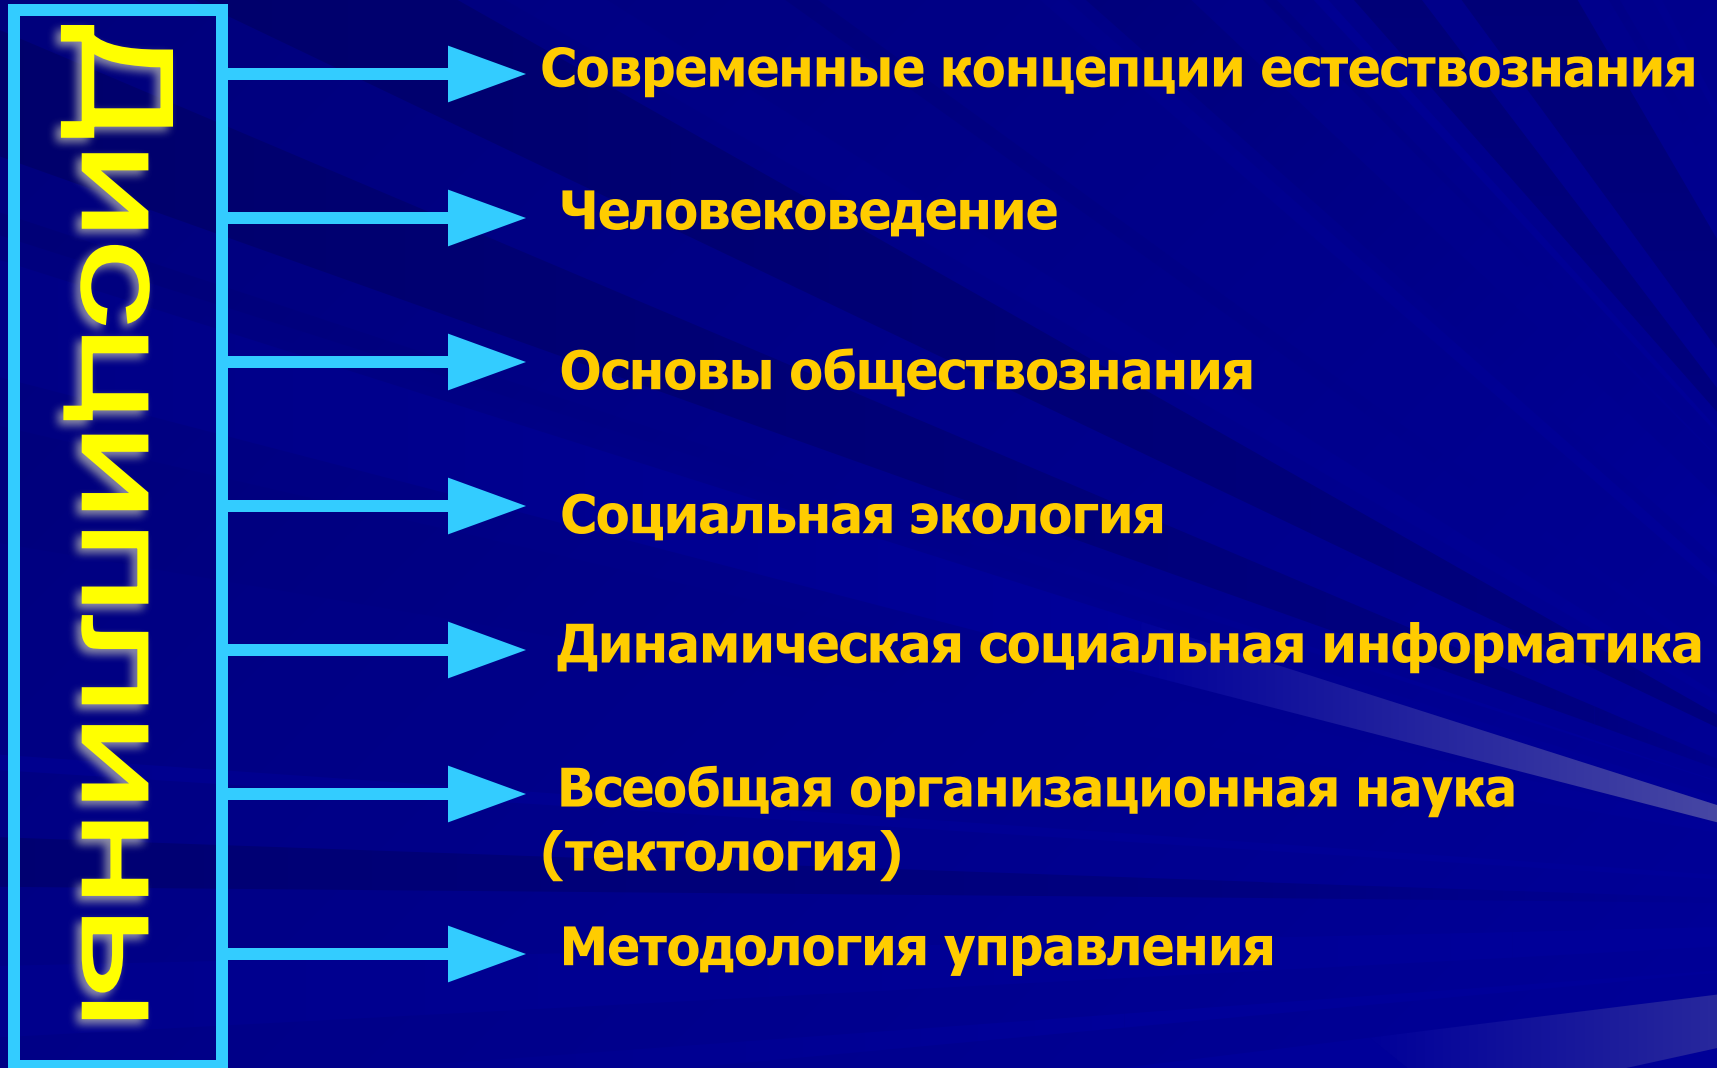 Дисциплины
Современные концепции естествознания
Человековедение
Основы обществознания
Социальная экология
Динамическая социальная информатика
Всеобщая организационная наука
(тектология)
Методология управления